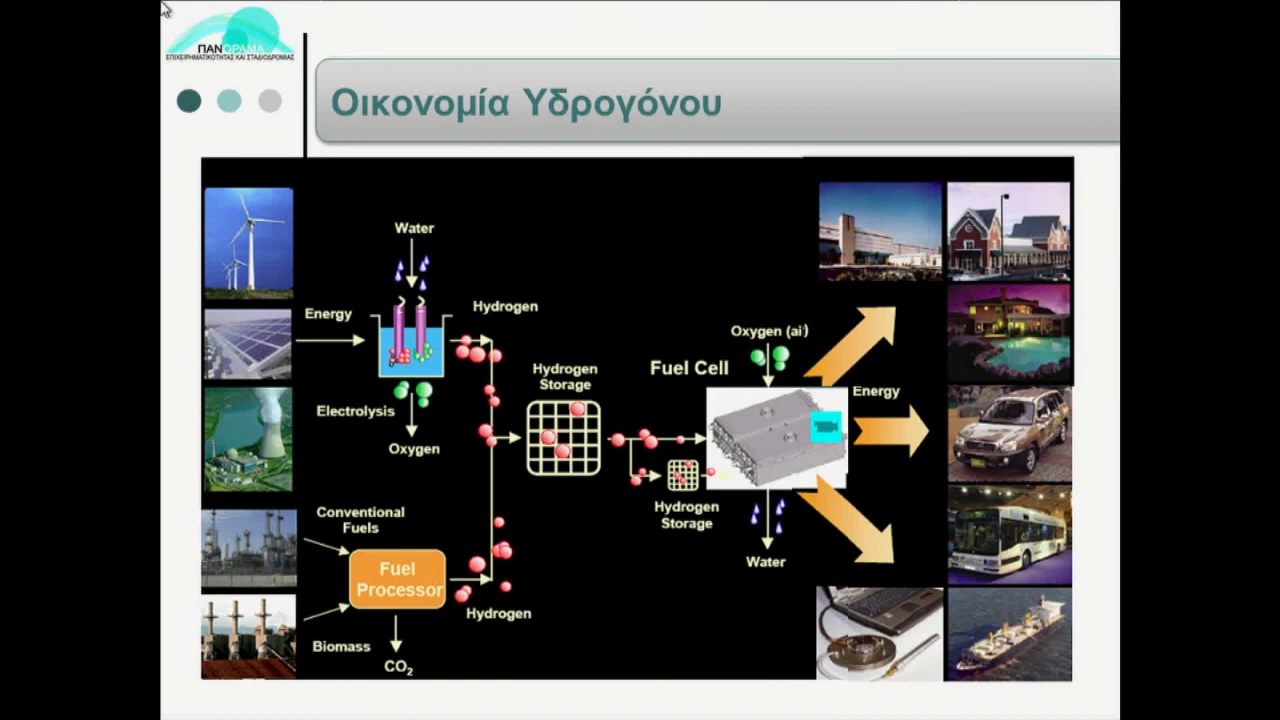 ΠΑΝΟΡΑΜΑ
ΕΠΙΧΕΙΡΗΜΑΤΙΚΟΤΗΤΑΣ ΚΑΙ ΣΤΑΔΙΟΔΡΟΜΙΑΣ
Οικονομία Υδρογόνου
Water
Energy
Hydrogen
Electrolysis
Oxygen
Hydrogen
Storage
Fuel Cell
Oxygen (air)
Energy
Hydrogen
Storage
Water
Conventional
Fuels
Fuel
Processor
Hydrogen
Biomass
CO₂